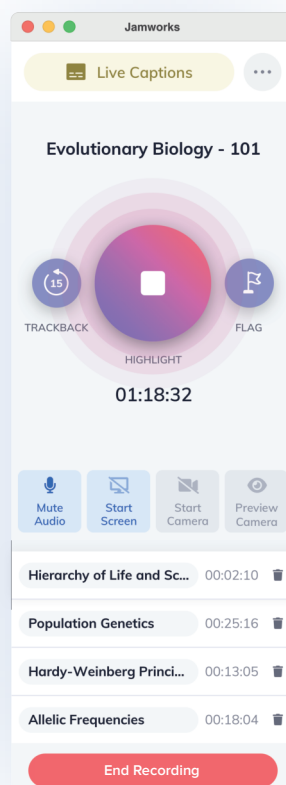 Jamworks
Live Captions
Evolutionary Biology - 101
15
TRACKBACK
FLAG
HIGHLIGHT
01:18:32
Mute Audio
Start Screen
Start Camera
Preview Camera
Hierarchy of Life and Sc... 00:02:10
Population Genetics 00:25:16
Hardy-Weinberg Princi... 00:13:05
Allelic Frequencies 00:18:04
End Recording